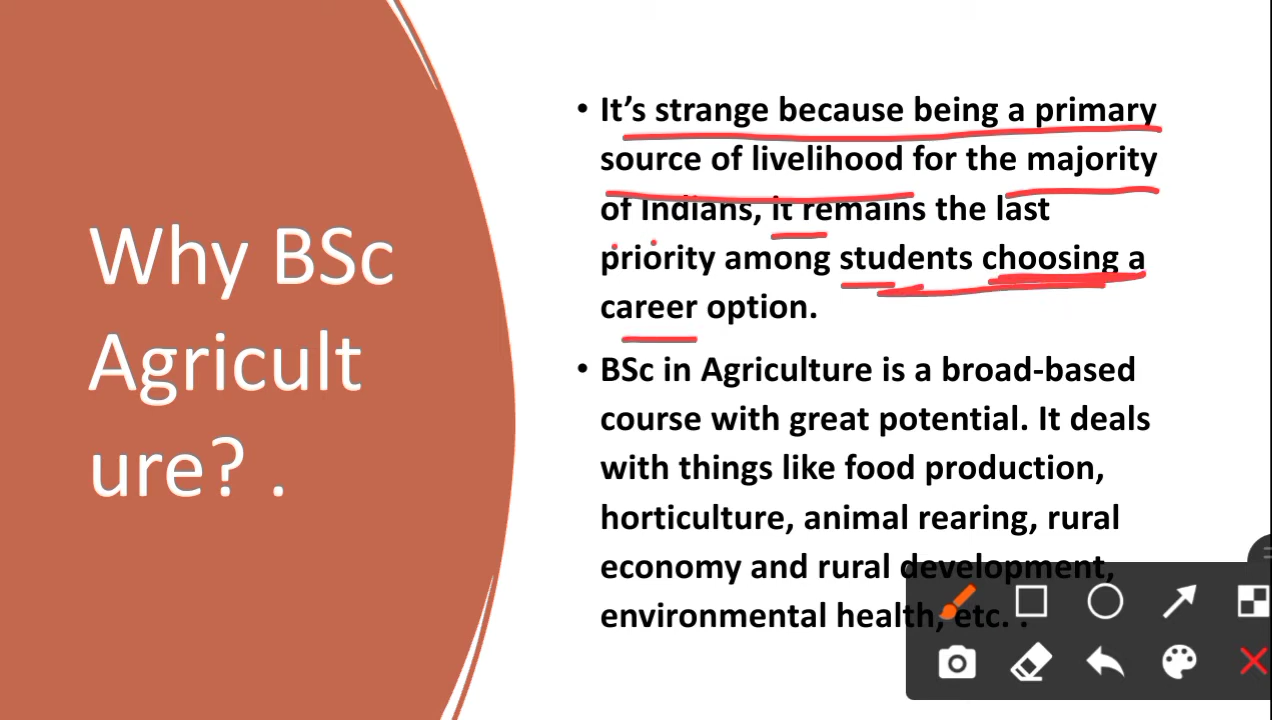 Why BSc
Agricult
ure? .
• It’s strange because being a primary
source of livelihood for the majority
of Indians, it remains the last
priority among students choosing a
career option.
• BSc in Agriculture is a broad-based
course with great potential. It deals
with things like food production,
horticulture, animal rearing, rural
economy and rural development,
environmental health, etc. .